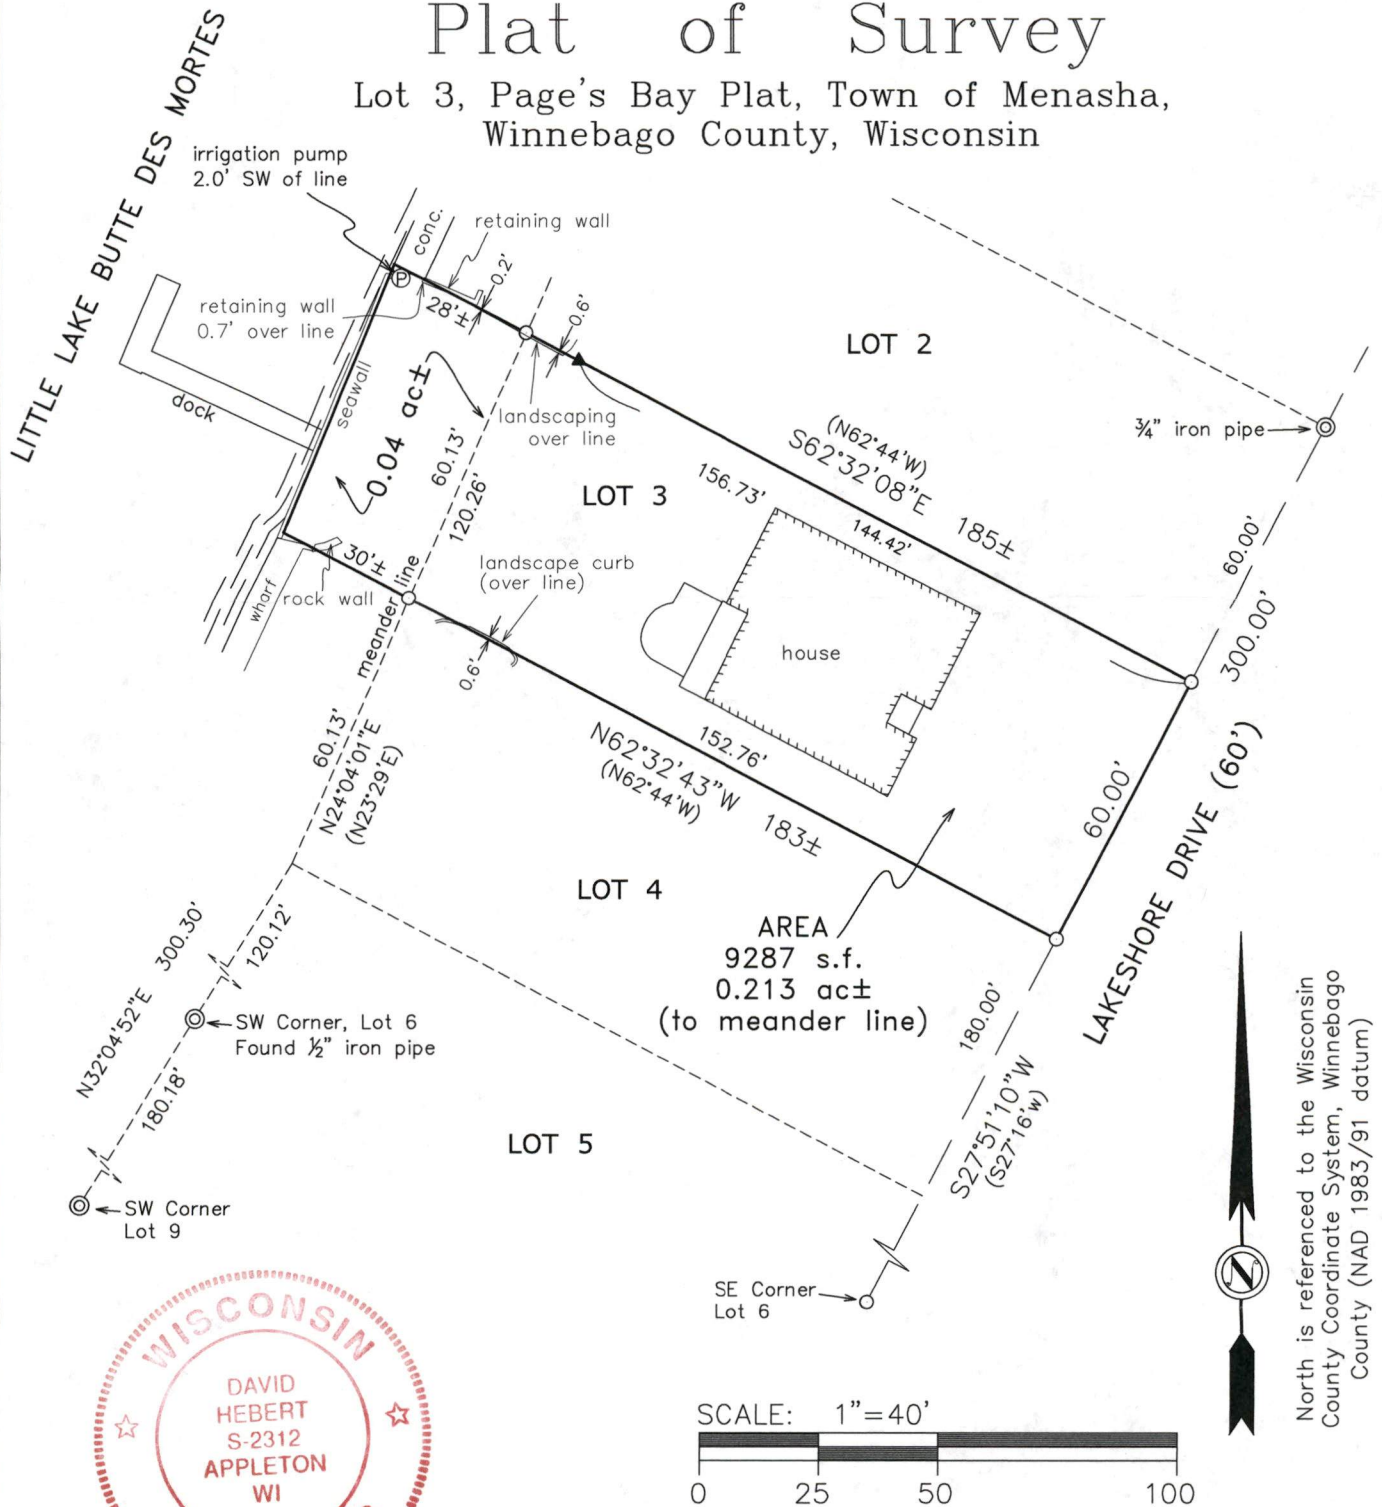 Plat of Survey
Lot 3, Page's Bay Plat, Town of Menasha,
Winnebago County, Wisconsin
LITTLE LAKE BUTTE DES MORTES
irrigation pump
2.0' SW of line
conc.
retaining wall
0.2'
P
retaining wall
0.7' over line
28'±
0.6'
LOT 2
seawall
dock
0.04 ac±
landscaping
over line
60.13'
120.26'
(N62°44'W)
S62°32'08"E 185±
3/4" iron pipe
156.73'
144.42'
LOT 3
60.00'
300.00'
30'±
landscape curb
(over line)
wharf
rock wall
meander line
0.6'
house
60.13'
N24°04'01"E
(N23°29'E)
152.76'
N62°32'43"W 183±
(N62°44'W)
60.00'
LAKESHORE DRIVE (60')
LOT 4
AREA
9287 s.f.
0.213 ac±
(to meander line)
N32°04'52"E 300.30'
120.12'
SW Corner, Lot 6
Found 1/2" iron pipe
180.18'
180.00'
S27°51'10"W
(S27°16'w)
LOT 5
SW Corner
Lot 9
SE Corner
Lot 6
N
North is referenced to the Wisconsin
County Coordinate System, Winnebago
County (NAD 1983/91 datum)
WISCONSIN
DAVID
HEBERT
S-2312
APPLETON
WI
SCALE: 1"=40'
0 25 50 100